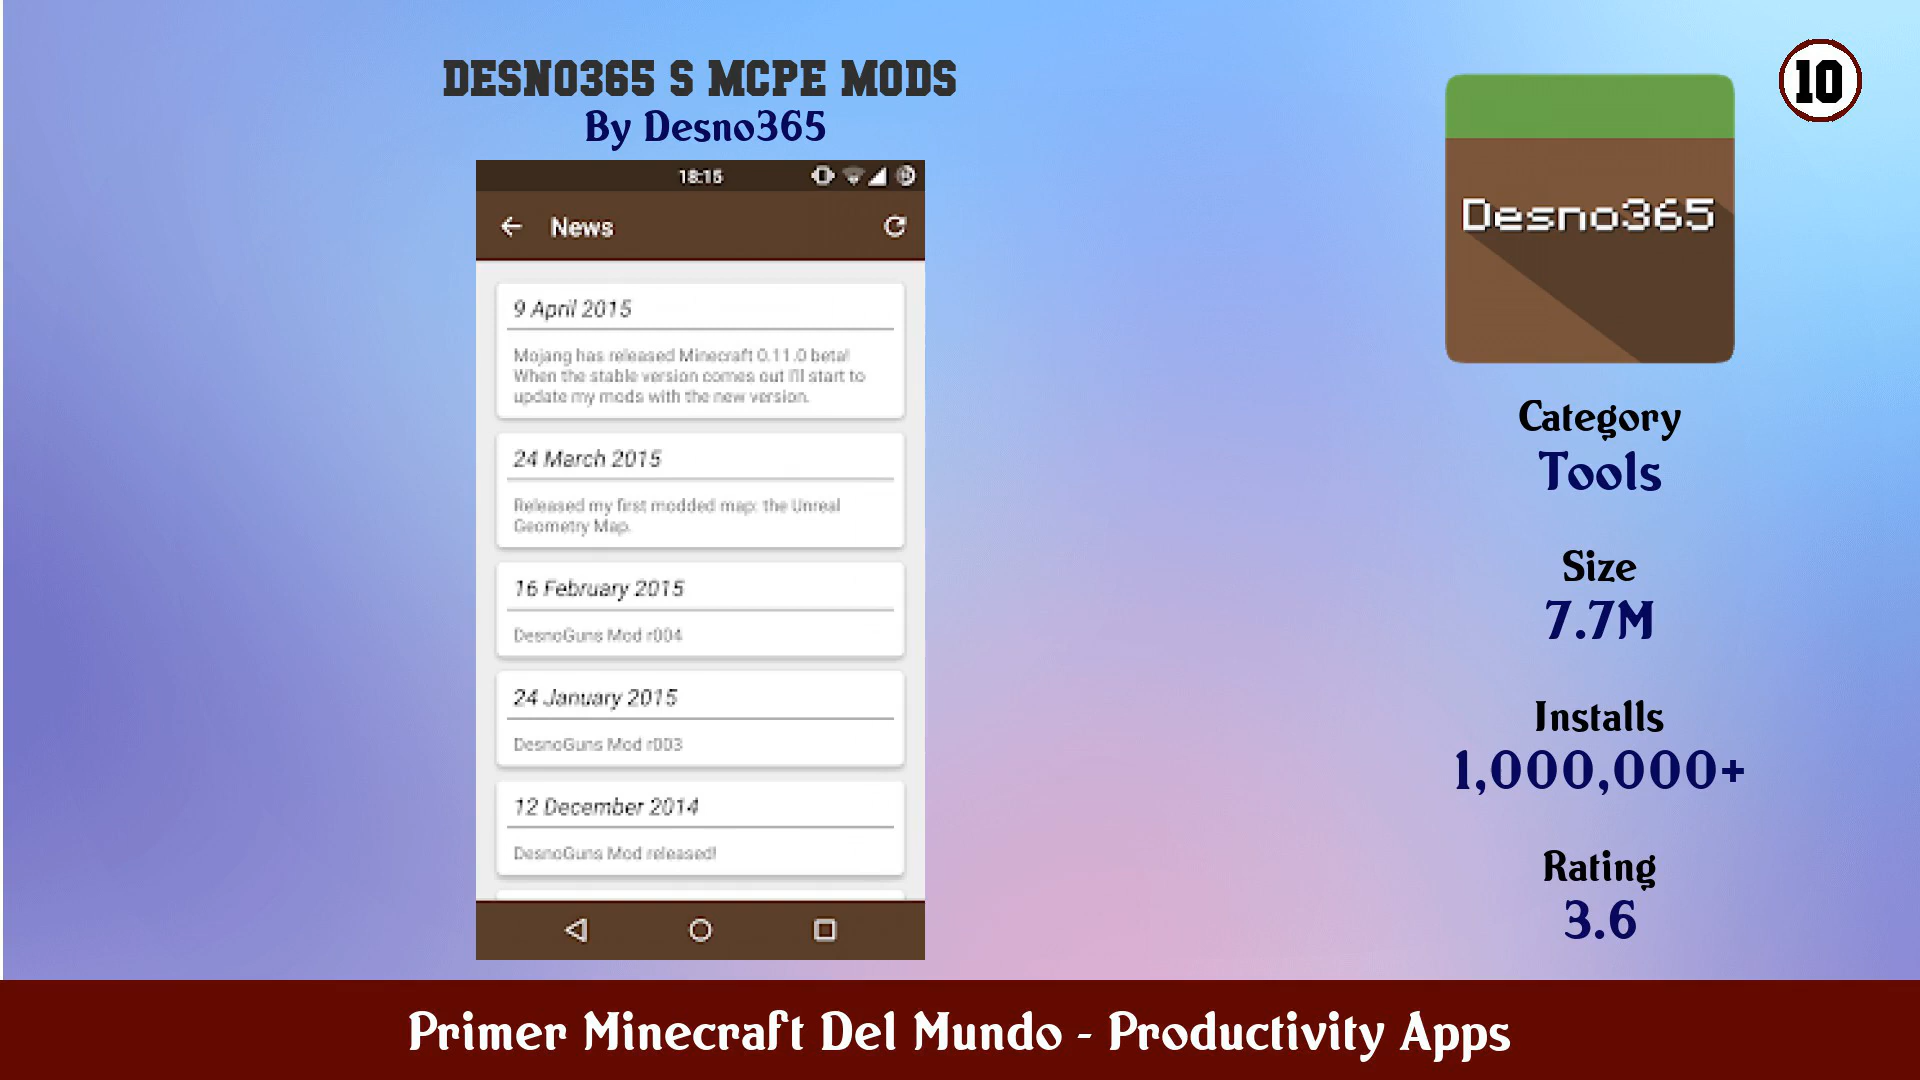 DESNO365 S MCPE MODS
By Desno365
18:15
News
9 April 2015
Mojang has released Minecraft 0.11.0 beta!
When the stable version comes out I'll start to
update my mods with the new version.
24 March 2015
Released my first modded map: the Unreal
Geometry Map.
16 February 2015
DesnoGuns Mod r004
24 January 2015
DesnoGuns Mod r003
12 December 2014
DesnoGuns Mod released!
10
Desno365
Category
Tools
Size
7.7M
Installs
1,000,000+
Rating
3.6
Primer Minecraft Del Mundo - Productivity Apps